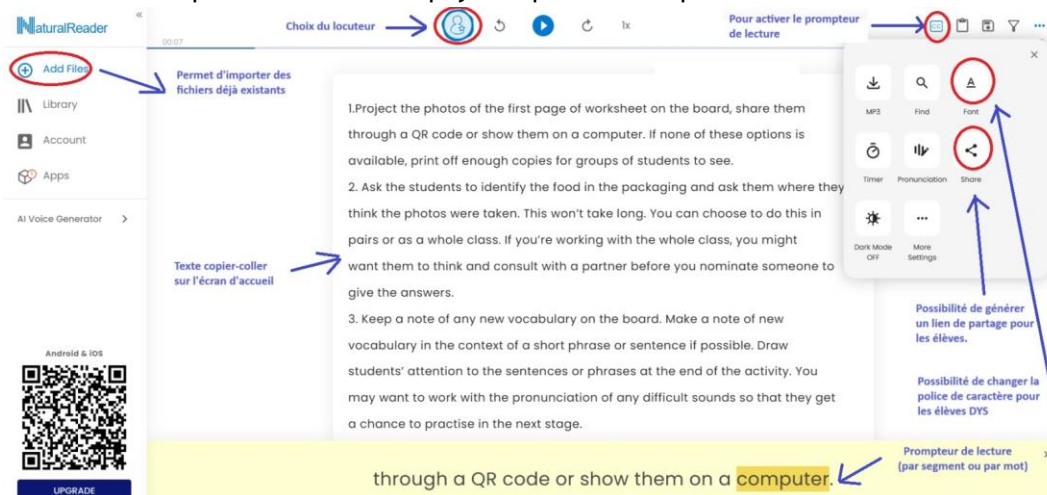 NaturalReader
«
00:07
Choix du locuteur
1x
Pour activer le prompteur
de lecture
CC
Add Files
Library
Account
Apps
AI Voice Generator >
Permet d'importer des
fichiers déjà existants
Texte copier-coller
sur l'écran d'accueil
1.Project the photos of the first page of worksheet on the board, share them
through a QR code or show them on a computer. If none of these options is
available, print off enough copies for groups of students to see.
2. Ask the students to identify the food in the packaging and ask them where they
think the photos were taken. This won't take long. You can choose to do this in
pairs or as a whole class. If you're working with the whole class, you might
want them to think and consult with a partner before you nominate someone to
give the answers.
3. Keep a note of any new vocabulary on the board. Make a note of new
vocabulary in the context of a short phrase or sentence if possible. Draw
students' attention to the sentences or phrases at the end of the activity. You
may want to work with the pronunciation of any difficult sounds so that they get
a chance to practise in the next stage.
MP3
Find
Font
Timer
Pronunciation
Share
Dark Mode
OFF
More
Settings
Possibilité de générer
un lien de partage pour
les élèves.
Possibilité de changer la
police de caractère pour
les élèves DYS
Android & iOS
UPGRADE
through a QR code or show them on a computer.
Prompteur de lecture
(par segment ou par mot)